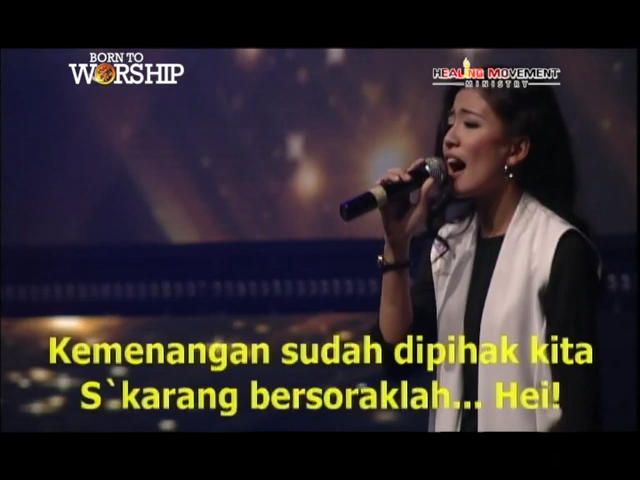 BORN TO
WORSHIP
HEALING MOVEMENT
MINISTRY
Kemenangan sudah dipihak kita
S`karang bersoraklah... Hei!